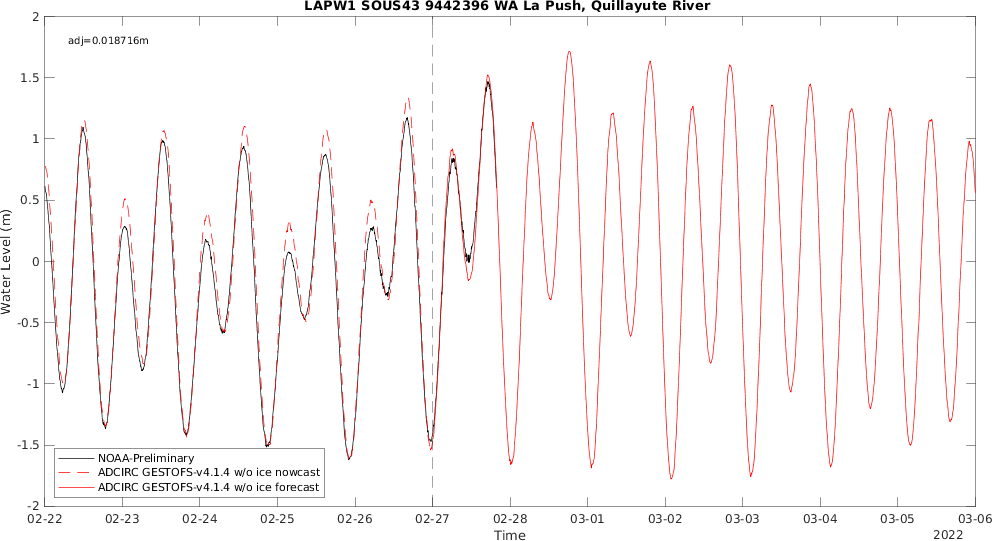 LAPW1 SOUS43 9442396 WA La Push, Quillayute River
adj=0.018716m
Water Level (m)
2
1.5
1
0.5
0
-0.5
-1
-1.5
-2
NOAA-Preliminary
ADCIRC GESTOFS-v4.1.4 w/o ice nowcast
ADCIRC GESTOFS-v4.1.4 w/o ice forecast
02-22 02-23 02-24 02-25 02-26 02-27 02-28 03-01 03-02 03-03 03-04 03-05 03-06
Time
2022